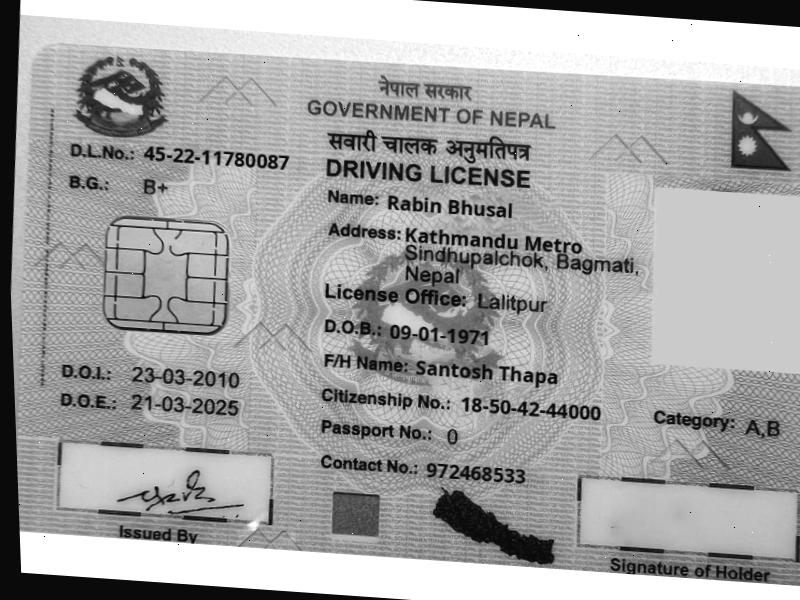 नेपाल सरकार
GOVERNMENT OF NEPAL
सवारी चालक अनुमतिपत्र
DRIVING LICENSE
D.L.No.: 45-22-11780087
B.G.: B+
Name: Rabin Bhusal
Address: Kathmandu Metro
Sindhupalchok, Bagmati,
Nepal
License Office: Lalitpur
D.O.B.: 09-01-1971
F/H Name: Santosh Thapa
D.O.I.: 23-03-2010
D.O.E.: 21-03-2025
Citizenship No.: 18-50-42-44000
Category: A,B
Passport No.: 0
Contact No.: 972468533
Issued By
Signature of Holder